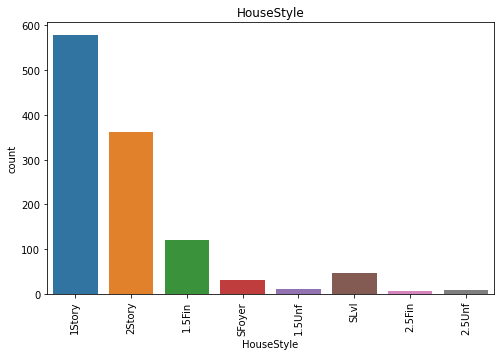 HouseStyle
600
500
400
300
200
100
0
count
1Story
2Story
1.5Fin
SFoyer
1.5Unf
SLvl
2.5Fin
2.5Unf
HouseStyle